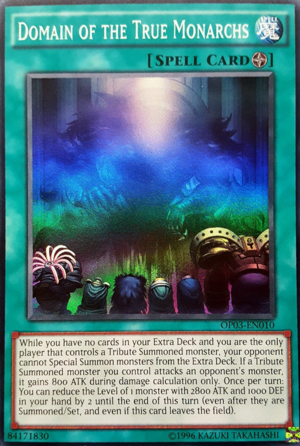 DOMAIN OF THE TRUE MONARCHS
SPELL
[SPELL CARD]
OP03-EN010
While you have no cards in your Extra Deck and you are the only
player that controls a Tribute Summoned monster, your opponent
cannot Special Summon monsters from the Extra Deck. If a Tribute
Summoned monster you control attacks an opponent's monster,
it gains 800 ATK during damage calculation only. Once per turn:
You can reduce the Level of 1 monster with 2800 ATK and 1000 DEF
in your hand by 2 until the end of this turn (even after they are
Summoned/Set, and even if this card leaves the field).
84171830
©1996 KAZUKI TAKAHASHI